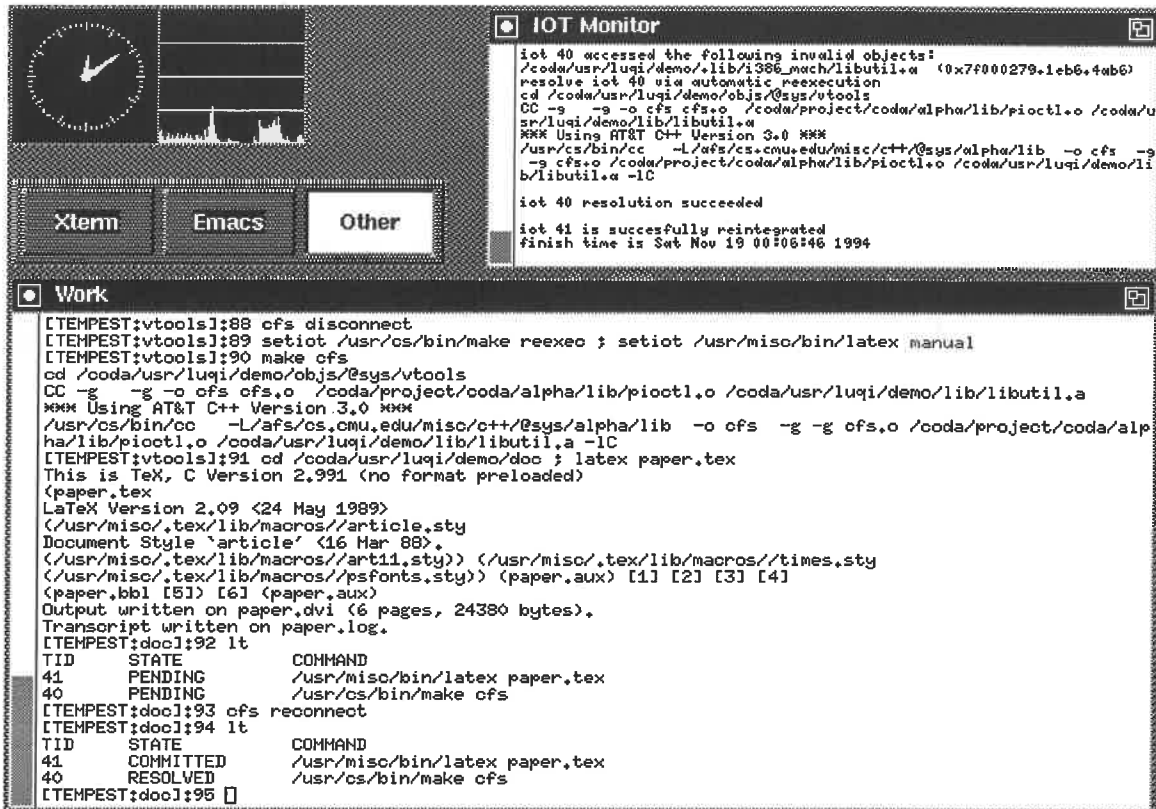 IOT Monitor
iot 40 accessed the following invalid objects:
/coda/usr/luqi/demo/.lib/i386_mach/libutil.a  (0x7f000279.1eb6.4ab6)
resolve iot 40 via automatic reexecution
cd /coda/usr/luqi/demo/objs/@sys/vtools
CC -g   -g -o cfs cfs.o  /coda/project/coda/alpha/lib/pioctl.o /coda/u
sr/luqi/demo/lib/libutil.a
*** Using AT&T C++ Version 3.0 ***
/usr/cs/bin/cc   -L/afs/cs.cmu.edu/misc/c++/@sys/alpha/lib  -o cfs  -g
 -g cfs.o /coda/project/coda/alpha/lib/pioctl.o /coda/usr/luqi/demo/li
b/libutil.a -lC
iot 40 resolution succeeded
iot 41 is succesfully reintegrated
finish time is Sat Nov 19 00:06:46 1994
Xterm
Emacs
Other
Work
[TEMPEST:vtools]:88 cfs disconnect
[TEMPEST:vtools]:89 setiot /usr/cs/bin/make reexec ; setiot /usr/misc/bin/latex manual
[TEMPEST:vtools]:90 make cfs
cd /coda/usr/luqi/demo/objs/@sys/vtools
CC -g   -g -o cfs cfs.o  /coda/project/coda/alpha/lib/pioctl.o /coda/usr/luqi/demo/lib/libutil.a
*** Using AT&T C++ Version 3.0 ***
/usr/cs/bin/cc   -L/afs/cs.cmu.edu/misc/c++/@sys/alpha/lib  -o cfs  -g -g cfs.o /coda/project/coda/alp
ha/lib/pioctl.o /coda/usr/luqi/demo/lib/libutil.a -lC
[TEMPEST:vtools]:91 cd /coda/usr/luqi/demo/doc ; latex paper.tex
This is TeX, C Version 2.991 (no format preloaded)
(paper.tex
LaTeX Version 2.09 <24 May 1989>
(/usr/misc/.tex/lib/macros//article.sty
Document Style `article' <16 Mar 88>.
(/usr/misc/.tex/lib/macros//art11.sty)) (/usr/misc/.tex/lib/macros//times.sty
(/usr/misc/.tex/lib/macros//psfonts.sty)) (paper.aux) [1] [2] [3] [4]
(paper.bbl [5]) [6] (paper.aux)
Output written on paper.dvi (6 pages, 24380 bytes).
Transcript written on paper.log.
[TEMPEST:doc]:92 lt
TID     STATE           COMMAND
41      PENDING         /usr/misc/bin/latex paper.tex
40      PENDING         /usr/cs/bin/make cfs
[TEMPEST:doc]:93 cfs reconnect
[TEMPEST:doc]:94 lt
TID     STATE           COMMAND
41      COMMITTED       /usr/misc/bin/latex paper.tex
40      RESOLVED        /usr/cs/bin/make cfs
[TEMPEST:doc]:95